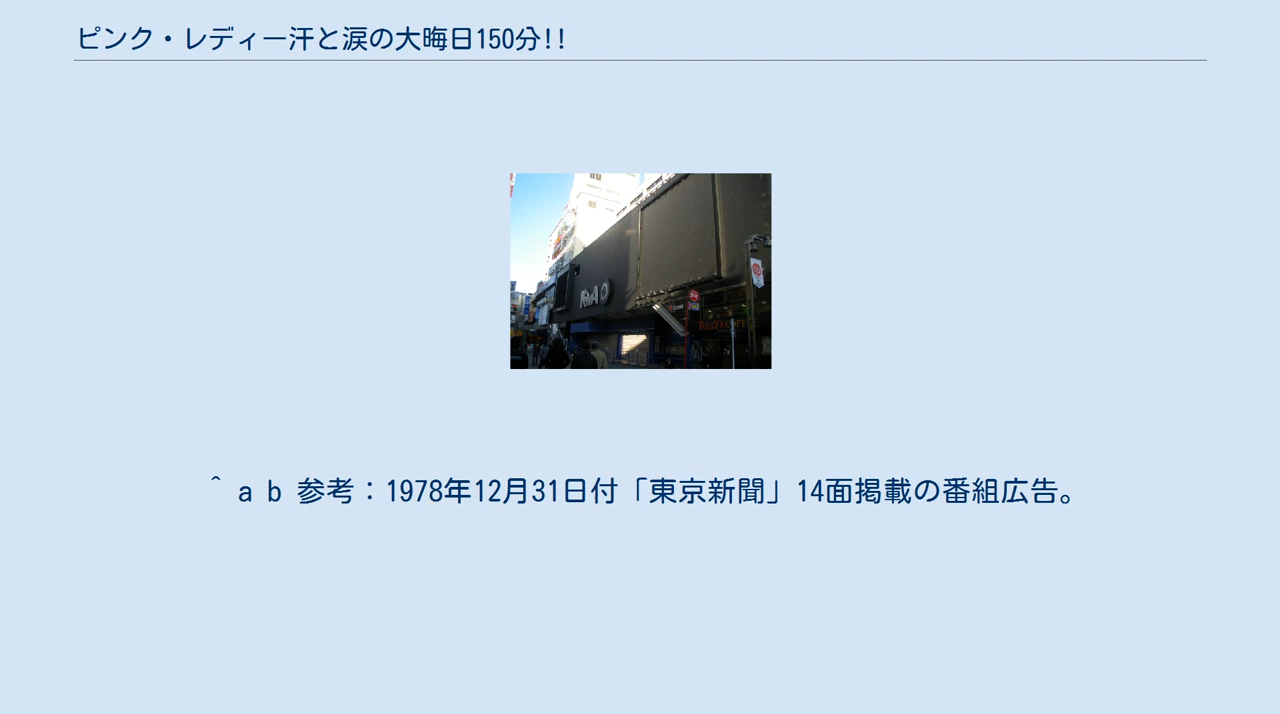 ピンク・レディー汗と涙の大晦日150分!!
TULLY'S COFF
^ a b 参考：1978年12月31日付「東京新聞」14面掲載の番組広告。